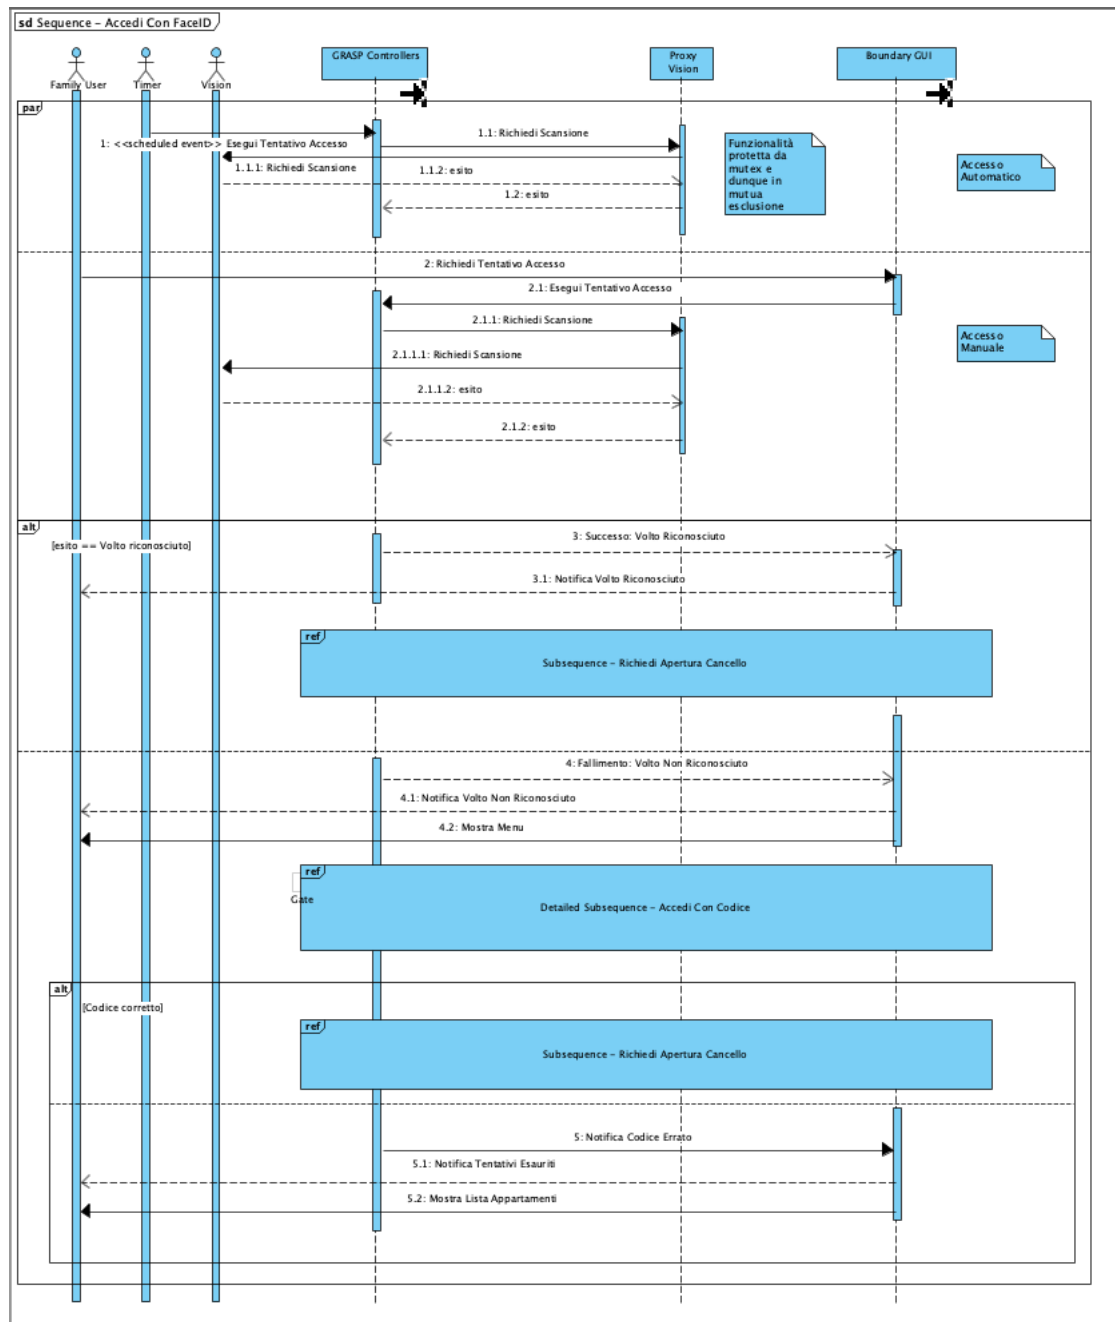 sd Sequence – Accedi Con FaceID
GRASP Controllers
Proxy
Vision
Boundary GUI
Family User
Timer
Vision
par
1: <<scheduled event>> Esegui Tentativo Accesso
1.1: Richiedi Scansione
1.1.1: Richiedi Scansione
1.1.2: esito
1.2: esito
Funzionalità
protetta da
mutex e
dunque in
mutua
esclusione
Accesso
Automatico
2: Richiedi Tentativo Accesso
2.1: Esegui Tentativo Accesso
2.1.1: Richiedi Scansione
2.1.1.1: Richiedi Scansione
2.1.1.2: esito
2.1.2: esito
Accesso
Manuale
alt
[esito == Volto riconosciuto]
3: Successo: Volto Riconosciuto
3.1: Notifica Volto Riconosciuto
ref
Subsequence – Richiedi Apertura Cancello
4: Fallimento: Volto Non Riconosciuto
4.1: Notifica Volto Non Riconosciuto
4.2: Mostra Menu
ref
Gate
Detailed Subsequence – Accedi Con Codice
alt
[Codice corretto]
ref
Subsequence – Richiedi Apertura Cancello
5: Notifica Codice Errato
5.1: Notifica Tentativi Esauriti
5.2: Mostra Lista Appartamenti